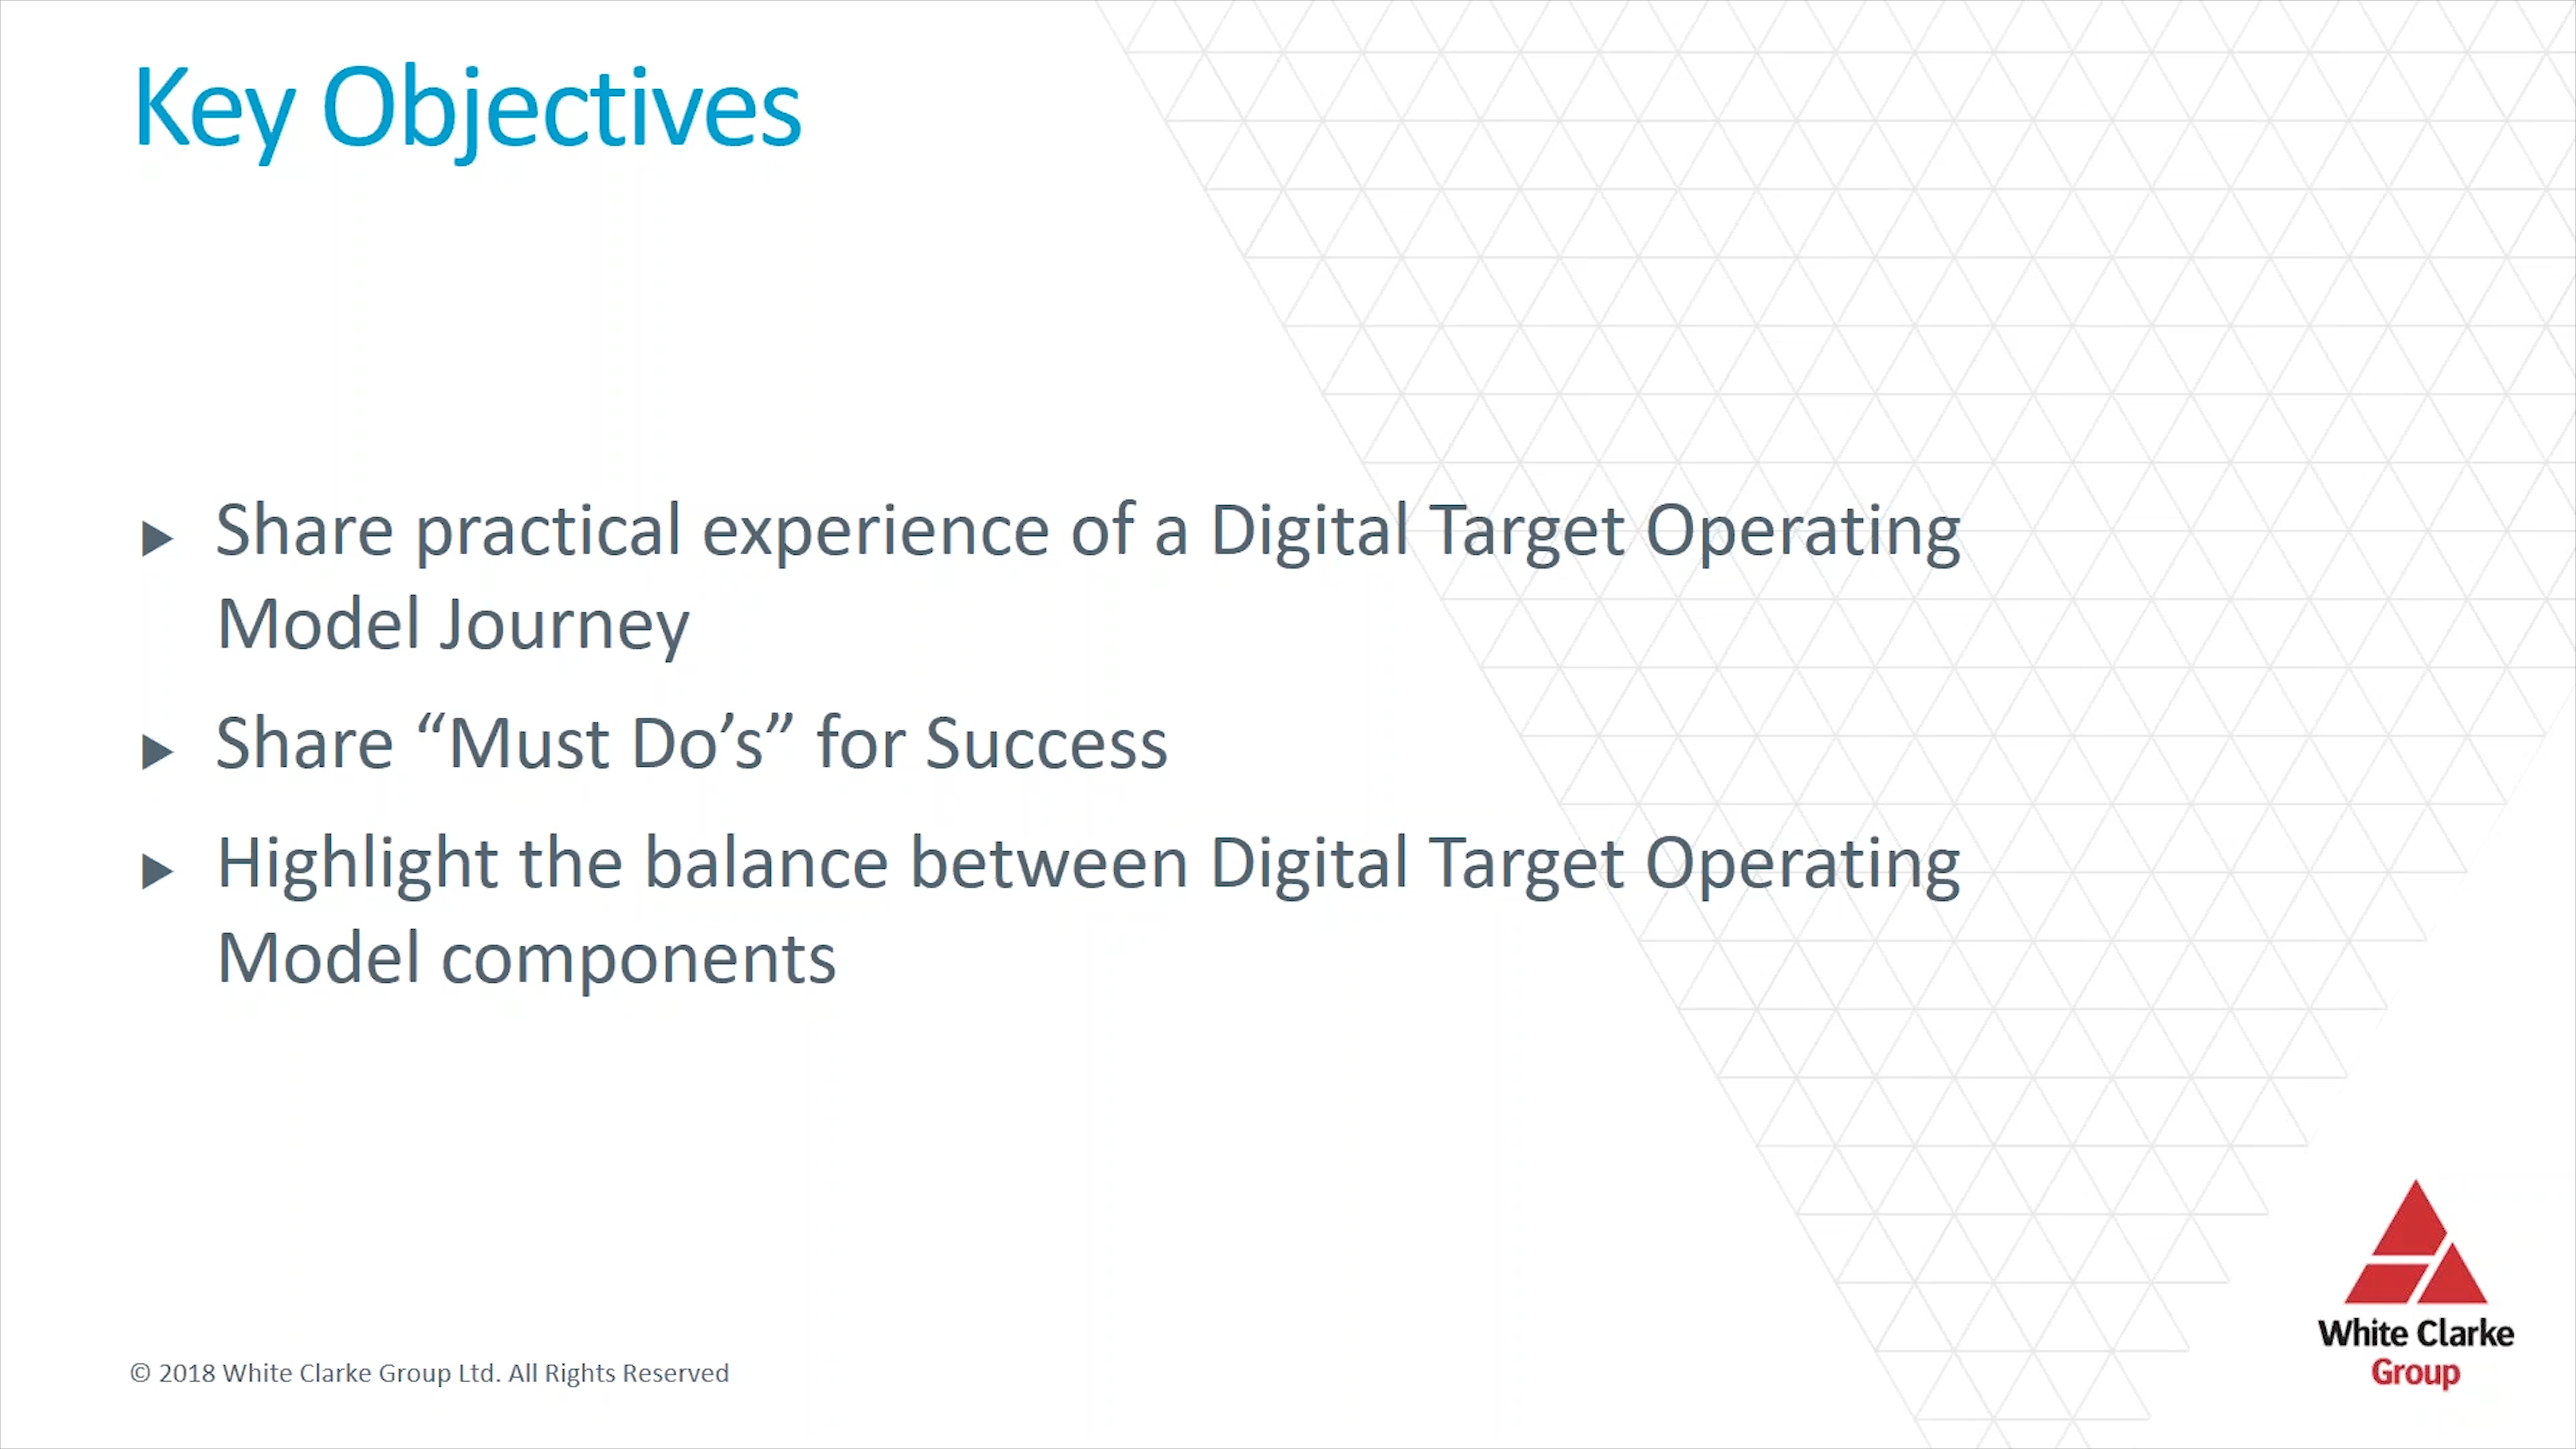 Key Objectives
Share practical experience of a Digital Target Operating
Model Journey
Share “Must Do’s” for Success
Highlight the balance between Digital Target Operating
Model components
© 2018 White Clarke Group Ltd. All Rights Reserved
White Clarke
Group